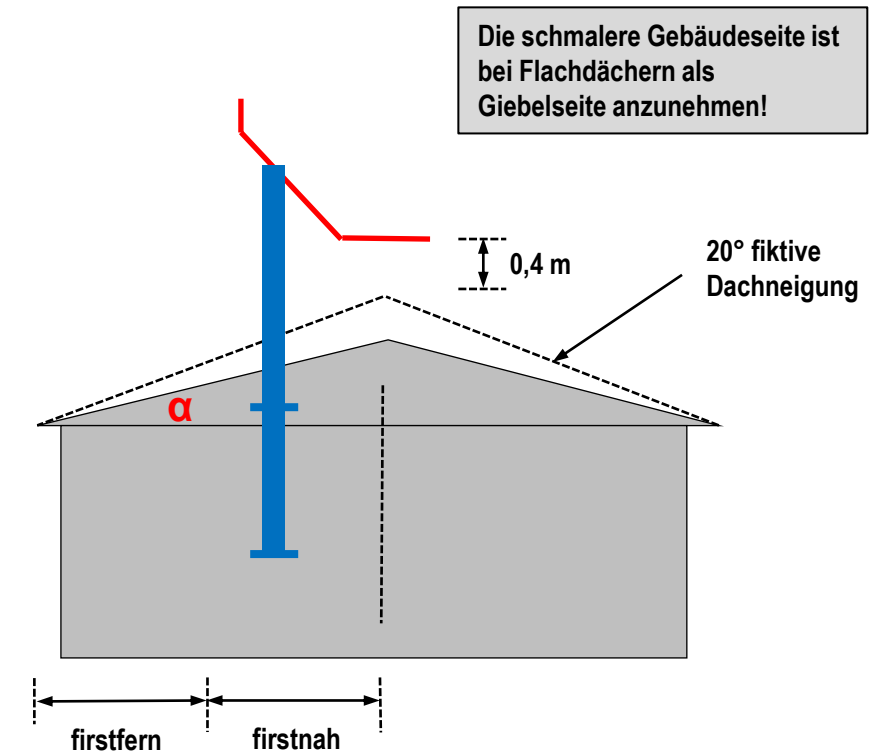 Die schmalere Gebäudeseite ist
bei Flachdächern als
Giebelseite anzunehmen!
0,4 m
20° fiktive
Dachneigung
α
firstfern
firstnah